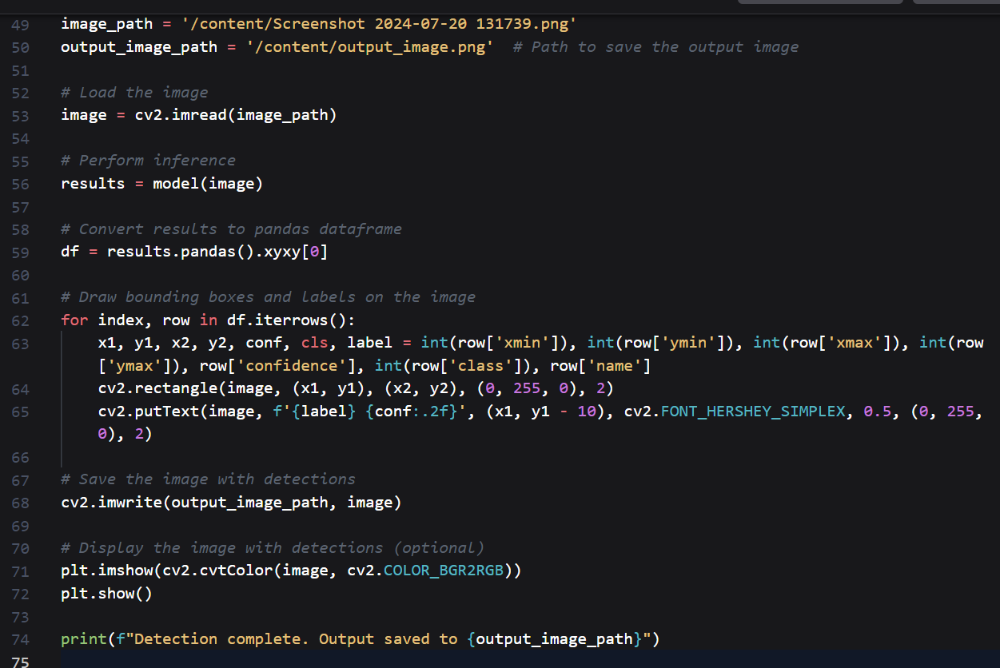 49 image_path = '/content/Screenshot 2024-07-20 131739.png'
50 output_image_path = '/content/output_image.png'  # Path to save the output image
51
52 # Load the image
53 image = cv2.imread(image_path)
54
55 # Perform inference
56 results = model(image)
57
58 # Convert results to pandas dataframe
59 df = results.pandas().xyxy[0]
60
61 # Draw bounding boxes and labels on the image
62 for index, row in df.iterrows():
63     x1, y1, x2, y2, conf, cls, label = int(row['xmin']), int(row['ymin']), int(row['xmax']), int(row
    ['ymax']), row['confidence'], int(row['class']), row['name']
64     cv2.rectangle(image, (x1, y1), (x2, y2), (0, 255, 0), 2)
65     cv2.putText(image, f'{label} {conf:.2f}', (x1, y1 - 10), cv2.FONT_HERSHEY_SIMPLEX, 0.5, (0, 255,
    0), 2)
66
67 # Save the image with detections
68 cv2.imwrite(output_image_path, image)
69
70 # Display the image with detections (optional)
71 plt.imshow(cv2.cvtColor(image, cv2.COLOR_BGR2RGB))
72 plt.show()
73
74 print(f"Detection complete. Output saved to {output_image_path}")
75